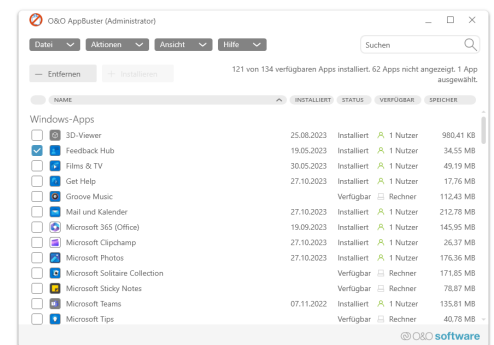 O&O AppBuster (Administrator)
Datei Aktionen Ansicht Hilfe Suchen
Entfernen + Installieren 121 von 134 verfügbaren Apps installiert. 62 Apps nicht angezeigt. 1 App
ausgewählt.
NAME INSTALLIERT STATUS VERFÜGBAR SPEICHER
Windows-Apps
3D-Viewer 25.08.2023 Installiert 1 Nutzer 980,41 KB
Feedback Hub 19.05.2023 Installiert 1 Nutzer 34,55 MB
Films & TV 30.05.2023 Installiert 1 Nutzer 49,19 MB
Get Help 27.10.2023 Installiert 1 Nutzer 17,76 MB
Groove Music Verfügbar Rechner 112,43 MB
Mail und Kalender 27.10.2023 Installiert 1 Nutzer 212,78 MB
Microsoft 365 (Office) 19.09.2023 Installiert 1 Nutzer 145,95 MB
Microsoft Clipchamp 27.10.2023 Installiert 1 Nutzer 26,37 MB
Microsoft Photos 27.10.2023 Installiert 1 Nutzer 176,36 MB
Microsoft Solitaire Collection Verfügbar Rechner 171,85 MB
Microsoft Sticky Notes Verfügbar Rechner 78,87 MB
Microsoft Teams 07.11.2022 Installiert 1 Nutzer 135,81 MB
Microsoft Tips Verfügbar Rechner 40,78 MB
O&O software